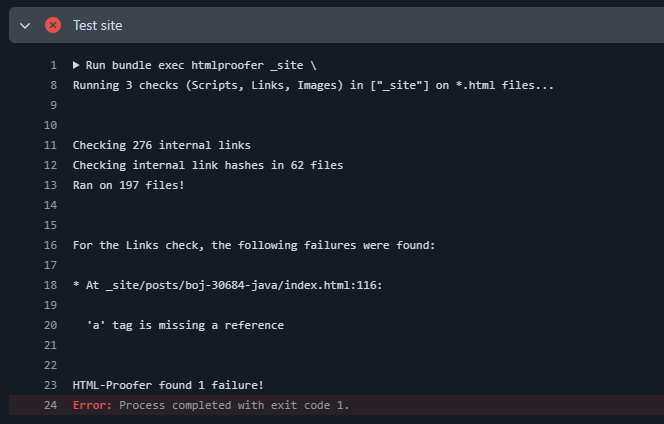 Test site
1 ▶ Run bundle exec htmlproofer _site \
8 Running 3 checks (Scripts, Links, Images) in ["_site"] on *.html files...
9
10
11 Checking 276 internal links
12 Checking internal link hashes in 62 files
13 Ran on 197 files!
14
15
16 For the Links check, the following failures were found:
17
18 * At _site/posts/boj-30684-java/index.html:116:
19
20 'a' tag is missing a reference
21
22
23 HTML-Proofer found 1 failure!
24 Error: Process completed with exit code 1.